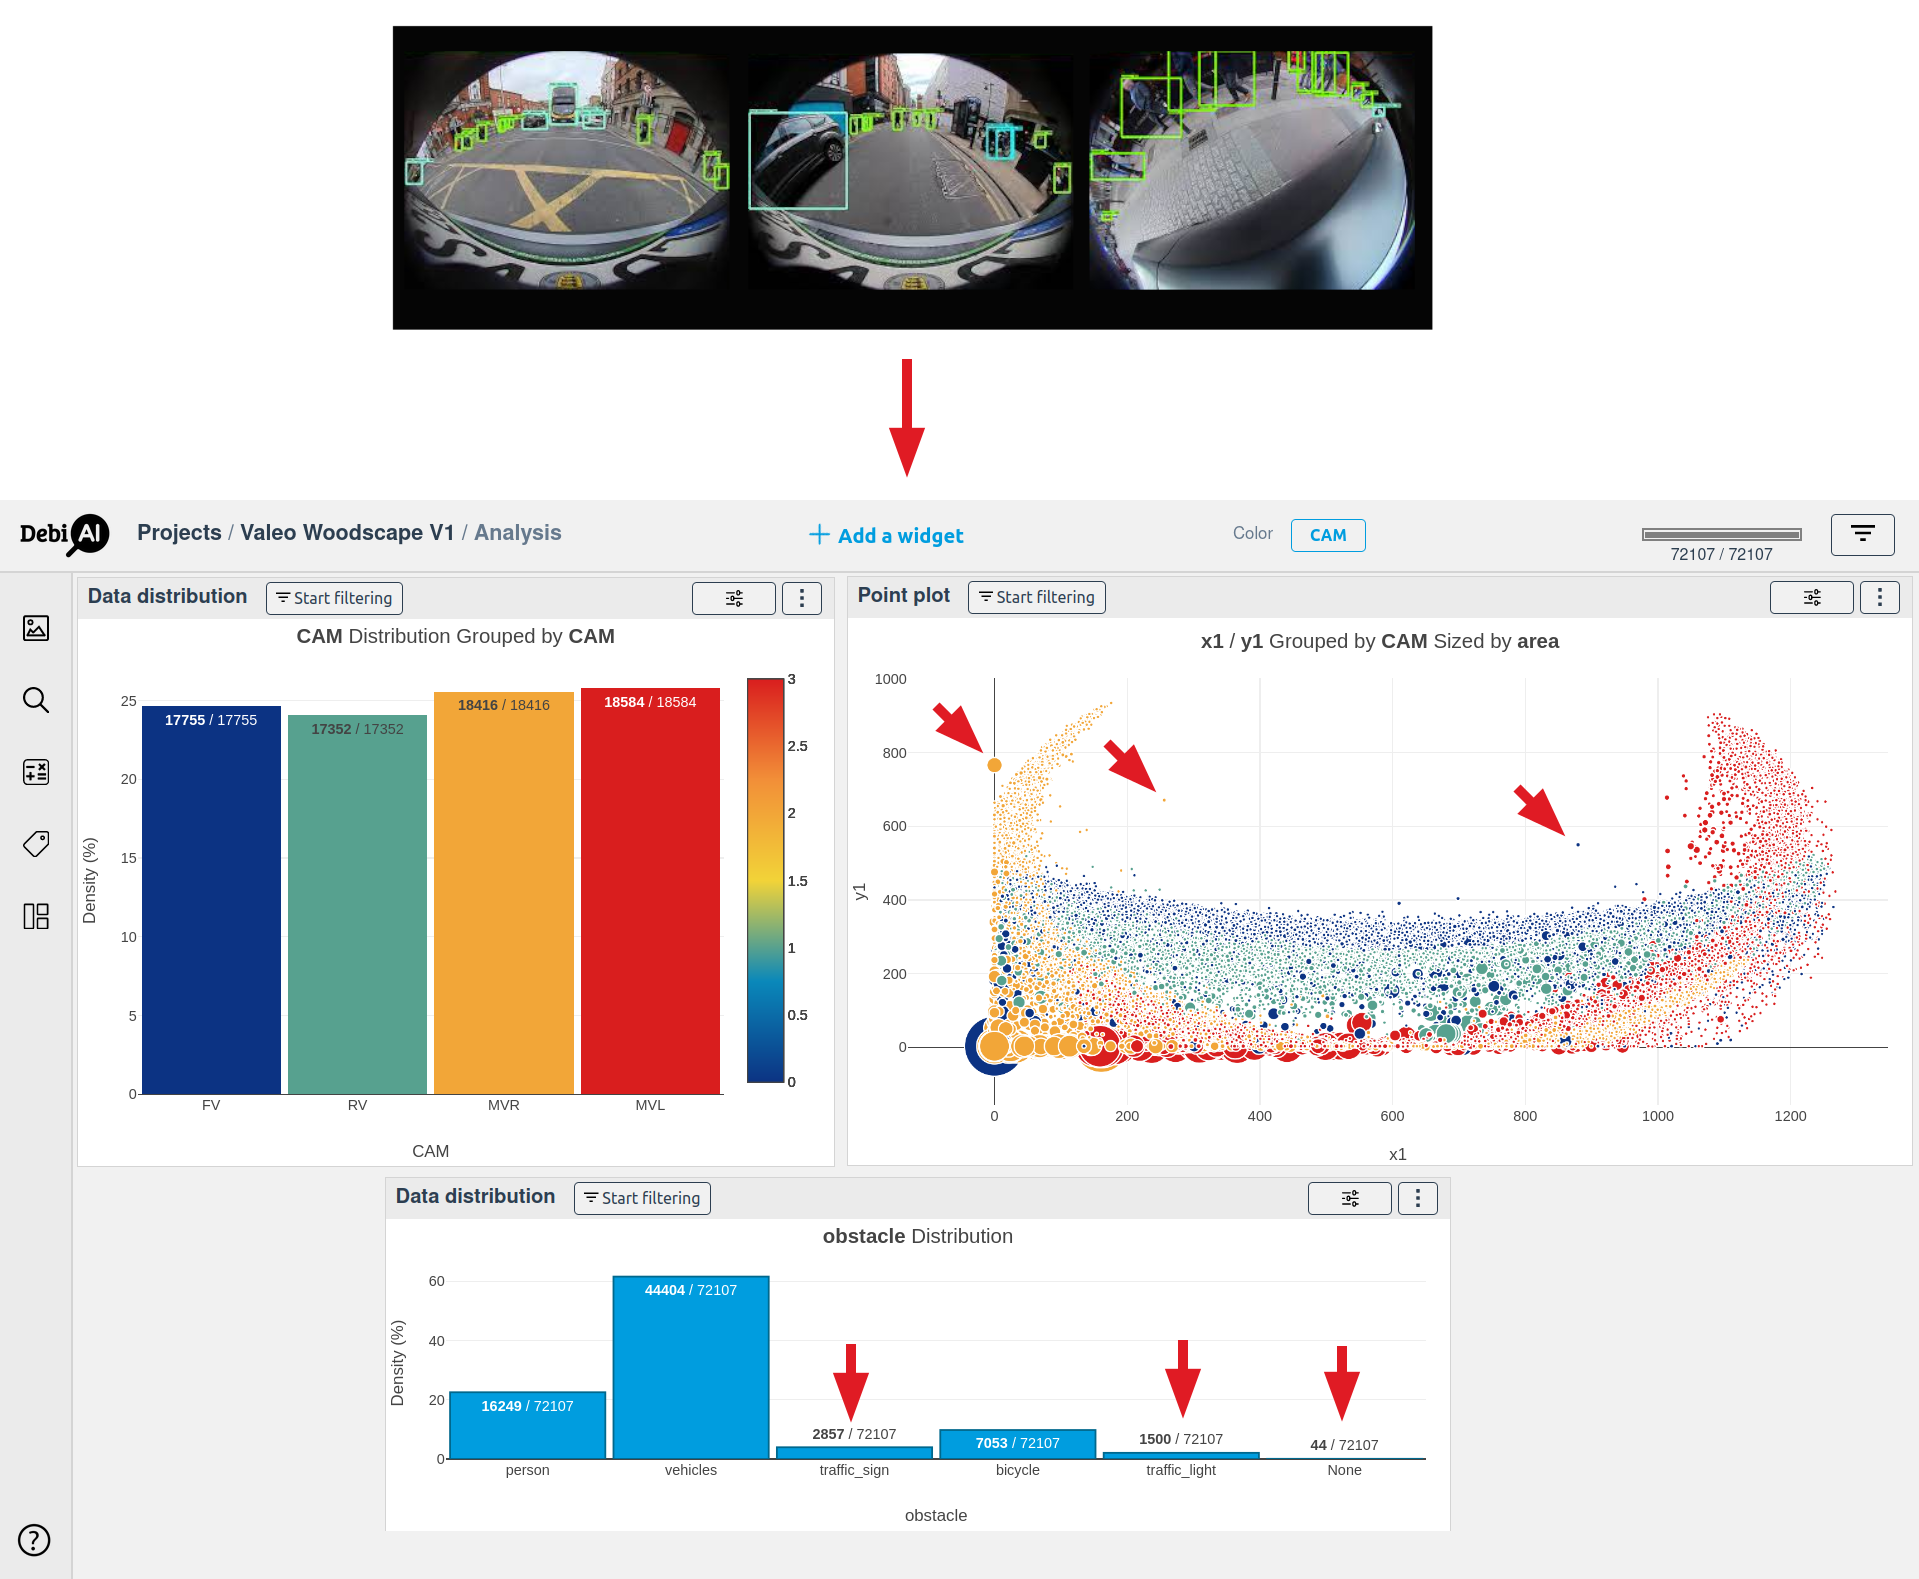 Debi AI
Projects / Valeo Woodscape V1 / Analysis
Add a widget
Color
CAM
72107 / 72107
Data distribution
Start filtering
CAM Distribution Grouped by CAM
25
20
15
10
5
0
Density (%)
17755 / 17755
17352 / 17352
18416 / 18416
18584 / 18584
FV
RV
MVR
MVL
CAM
3
2.5
2
1.5
1
0.5
0
Point plot
Start filtering
x1 / y1 Grouped by CAM Sized by area
1000
800
600
400
200
0
y1
0
200
400
600
800
1000
1200
x1
Data distribution
Start filtering
obstacle Distribution
60
40
20
0
Density (%)
16249 / 72107
44404 / 72107
2857 / 72107
7053 / 72107
1500 / 72107
44 / 72107
person
vehicles
traffic_sign
bicycle
traffic_light
None
obstacle
?